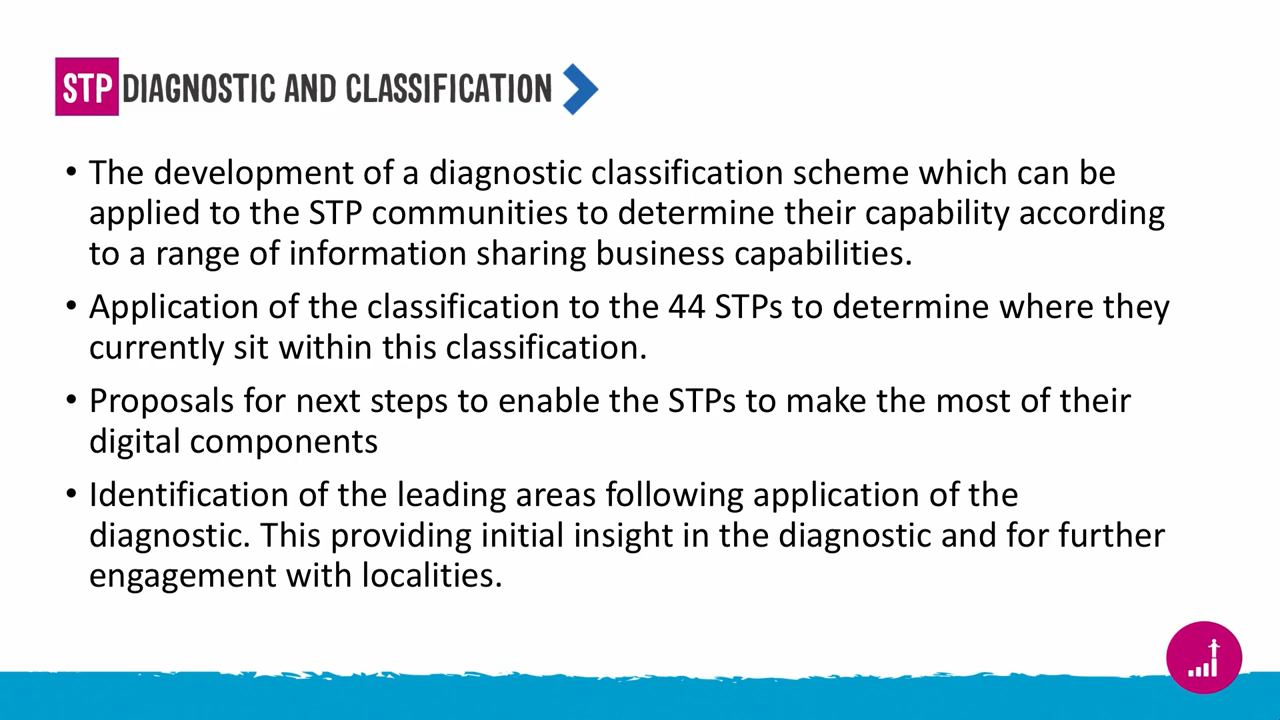 STP DIAGNOSTIC AND CLASSIFICATION
• The development of a diagnostic classification scheme which can be
applied to the STP communities to determine their capability according
to a range of information sharing business capabilities.
• Application of the classification to the 44 STPs to determine where they
currently sit within this classification.
• Proposals for next steps to enable the STPs to make the most of their
digital components
• Identification of the leading areas following application of the
diagnostic. This providing initial insight in the diagnostic and for further
engagement with localities.